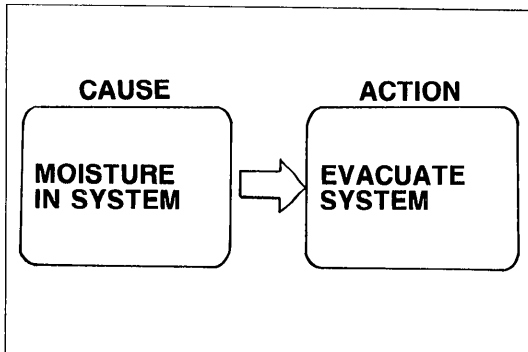 CAUSE
ACTION
MOISTURE
IN SYSTEM
EVACUATE
SYSTEM